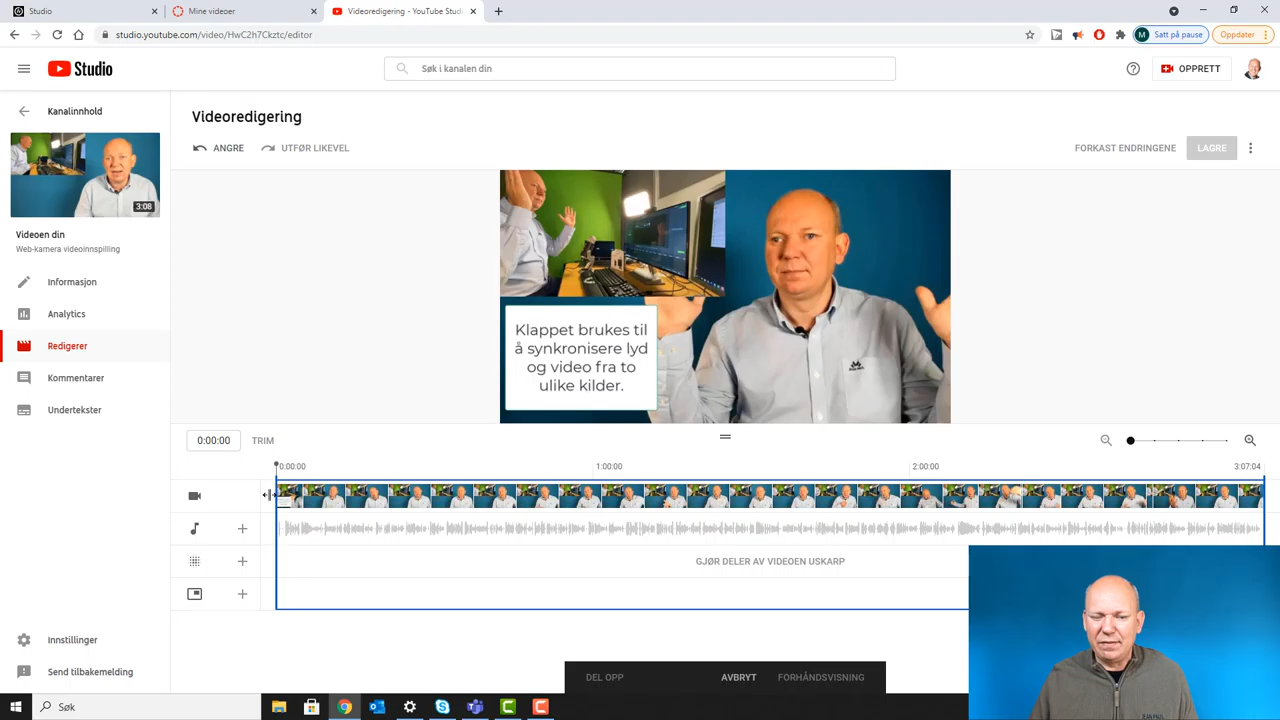 Studio
Mine videoer
Videoredigering - YouTube Studi
studio.youtube.com/video/HwC2h7Ckztc/editor
M
Satt på pause
Oppdater
Studio
Søk i kanalen din
OPPRETT
Kanalinnhold
3:08
Videoen din
Web-kamera videoinnspilling
Informasjon
Analytics
Redigerer
Kommentarer
Undertekster
Innstillinger
Send tilbakemelding
Videoredigering
ANGRE
UTFØR LIKEVEL
FORKAST ENDRINGENE
LAGRE
Klappet brukes til
å synkronisere lyd
og video fra to
ulike kilder.
0:00:00
TRIM
0:00:00
1:00:00
2:00:00
3:07:04
GJØR DELER AV VIDEOEN USKARP
DEL OPP
AVBRYT
FORHÅNDSVISNING
Søk